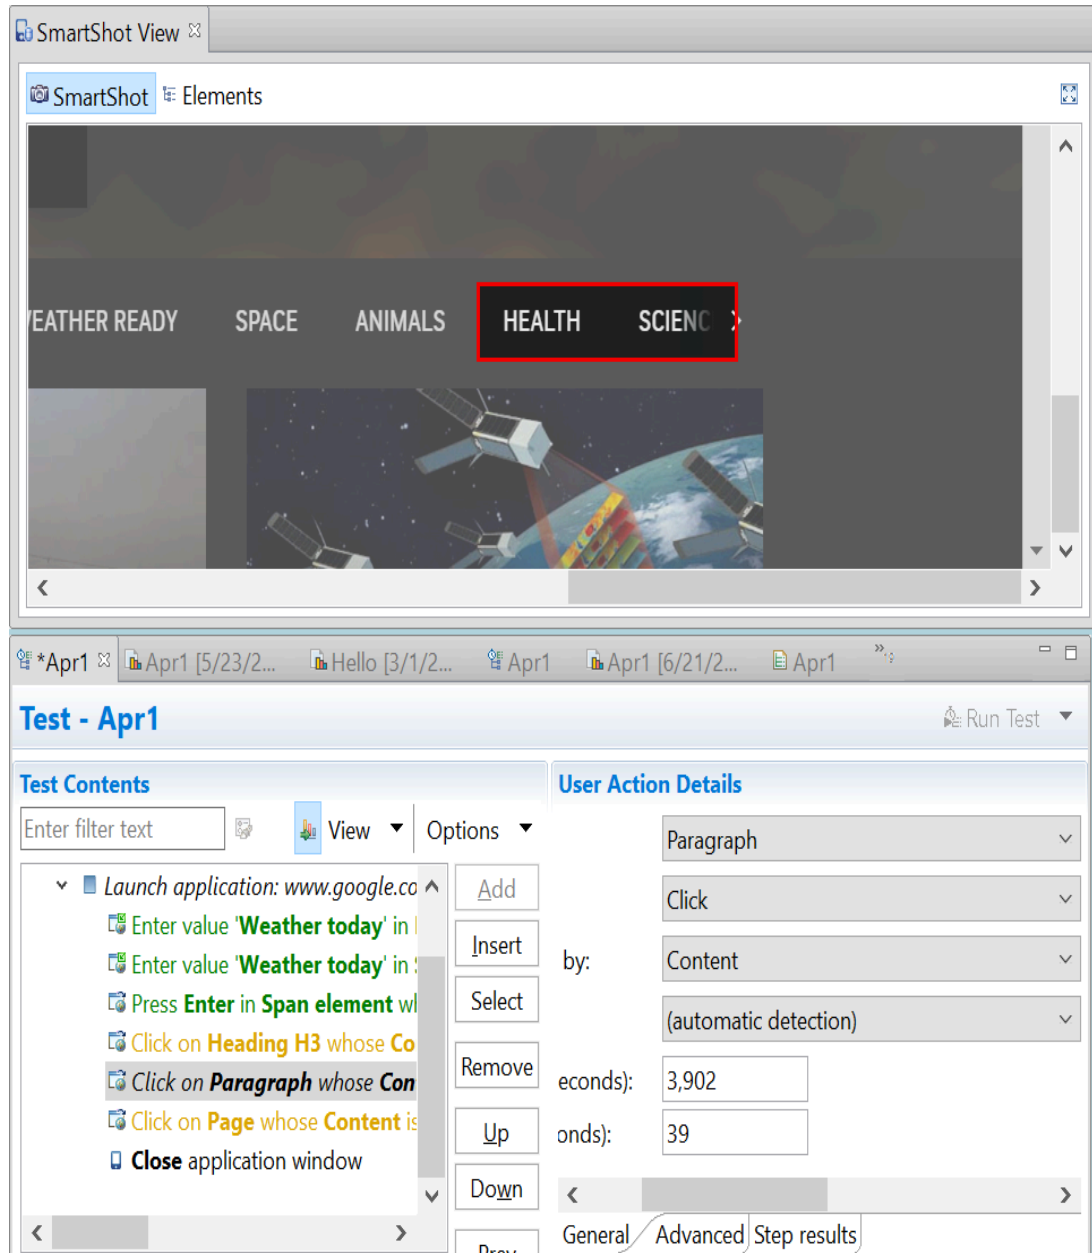 SmartShot View
SmartShot Elements
EATHER READY SPACE ANIMALS HEALTH SCIENC
*Apr1 Apr1 [5/23/2... Hello [3/1/2... Apr1 Apr1 [6/21/2... Apr1
Test - Apr1
Run Test
Test Contents
Enter filter text
View
Options
Launch application: www.google.co
Enter value 'Weather today' in
Enter value 'Weather today' in
Press Enter in Span element wh
Click on Heading H3 whose Co
Click on Paragraph whose Con
Click on Page whose Content is
Close application window
Add
Insert
Select
Remove
Up
Down
Prev
User Action Details
Paragraph
Click
by: Content
(automatic detection)
econds): 3,902
onds): 39
General Advanced Step results